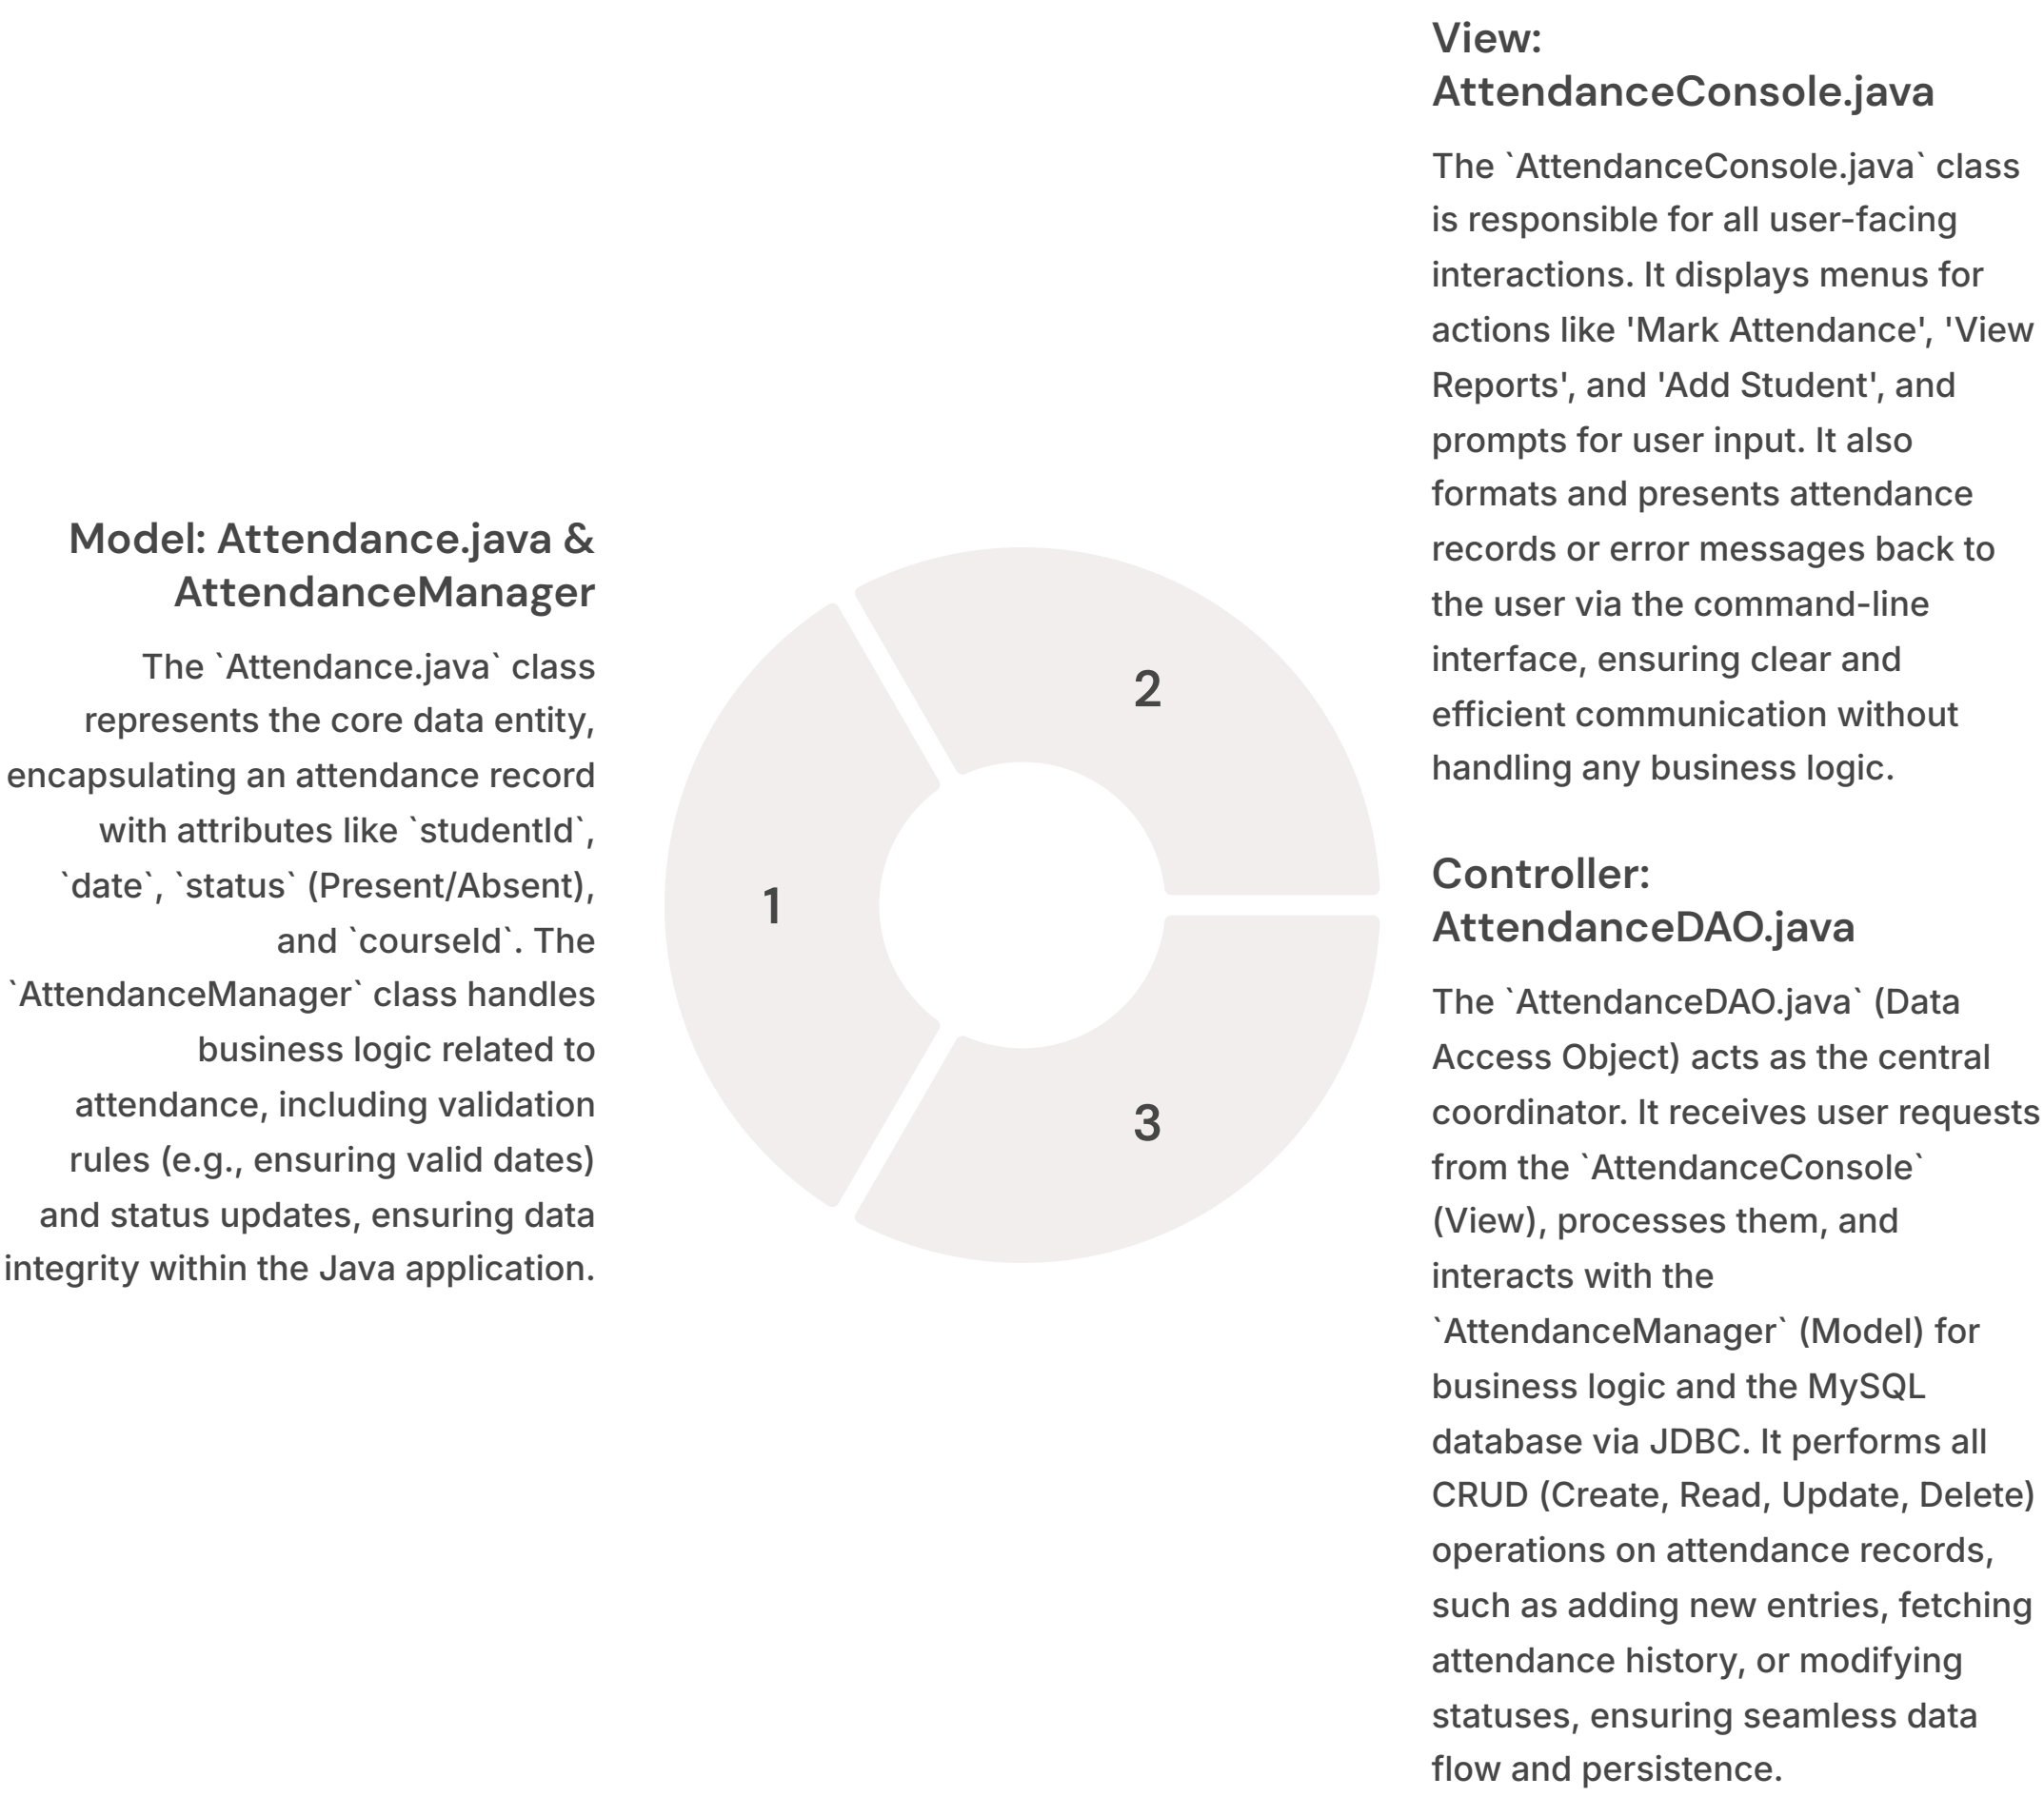 Model: Attendance.java &
AttendanceManager
The `Attendance.java` class
represents the core data entity,
encapsulating an attendance record
with attributes like `studentId`,
`date`, `status` (Present/Absent),
and `courseId`. The
`AttendanceManager` class handles
business logic related to
attendance, including validation
rules (e.g., ensuring valid dates)
and status updates, ensuring data
integrity within the Java application.
1
2
3
View:
AttendanceConsole.java
The `AttendanceConsole.java` class
is responsible for all user-facing
interactions. It displays menus for
actions like 'Mark Attendance', 'View
Reports', and 'Add Student', and
prompts for user input. It also
formats and presents attendance
records or error messages back to
the user via the command-line
interface, ensuring clear and
efficient communication without
handling any business logic.
Controller:
AttendanceDAO.java
The `AttendanceDAO.java` (Data
Access Object) acts as the central
coordinator. It receives user requests
from the `AttendanceConsole`
(View), processes them, and
interacts with the
`AttendanceManager` (Model) for
business logic and the MySQL
database via JDBC. It performs all
CRUD (Create, Read, Update, Delete)
operations on attendance records,
such as adding new entries, fetching
attendance history, or modifying
statuses, ensuring seamless data
flow and persistence.